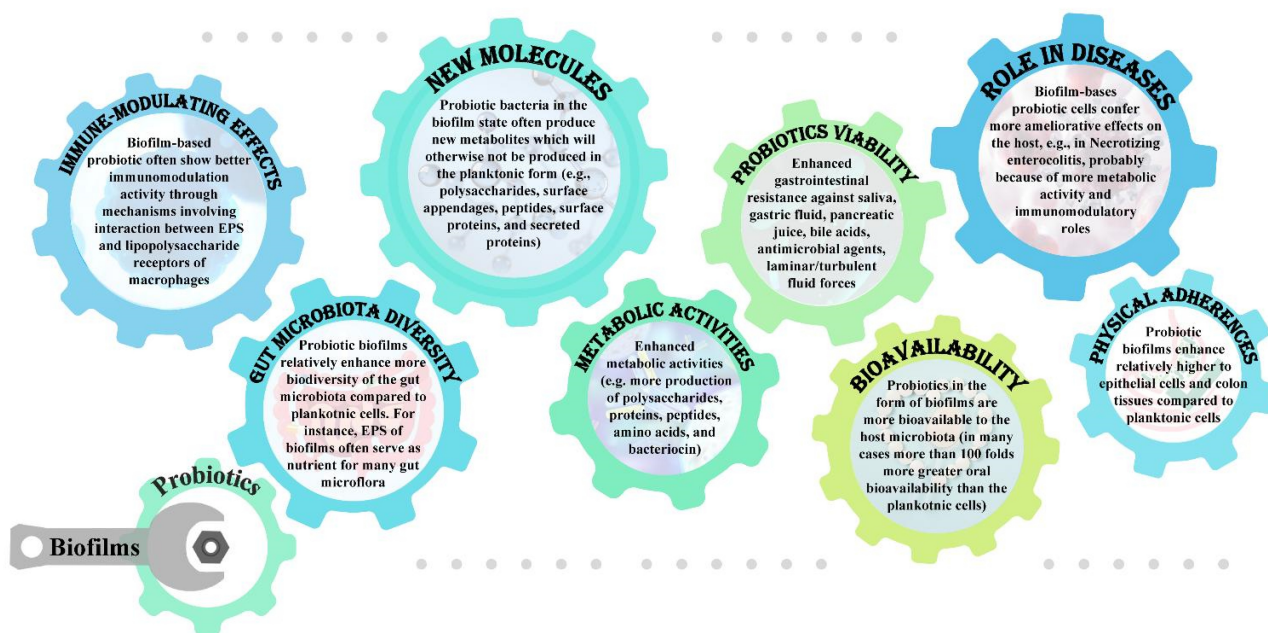 IMMUNE-MODULATING EFFECTS
Biofilm-based
probiotic often show better
immunomodulation
activity through
mechanisms involving
interaction between EPS
and lipopolysaccharide
receptors of
macrophages
NEW MOLECULES
Probiotic bacteria in the
biofilm state often produce
new metabolites which will
otherwise not be produced in
the planktonic form (e.g.,
polysaccharides, surface
appendages, peptides, surface
proteins, and secreted
proteins)
PROBIOTICS VIABILITY
Enhanced
gastrointestinal
resistance against saliva,
gastric fluid, pancreatic
juice, bile acids,
antimicrobial agents,
laminar/turbulent
fluid forces
ROLE IN DISEASES
Biofilm-bases
probiotic cells confer
more ameliorative effects on
the host, e.g., in Necrotizing
enterocolitis, probably
because of more metabolic
activity and
immunomodulatory
roles
GUT MICROBIOTA DIVERSITY
Probiotic biofilms
relatively enhance more
biodiversity of the gut
microbiota compared to
plankotnic cells. For
instance, EPS of
biofilms often serve as
nutrient for many gut
microflora
METABOLIC ACTIVITIES
Enhanced
metabolic activities
(e.g. more production
of polysaccharides,
proteins, peptides,
amino acids, and
bacteriocin)
BIOAVAILABILITY
Probiotics in the
form of biofilms are
more bioavailable to the
host microbiota (in many
cases more than 100 folds
more greater oral
bioavailability than the
plankotnic cells)
PHYSICAL ADHERENCES
Probiotic
biofilms enhance
relatively higher to
epithelial cells and colon
tissues compared to
planktonic cells
Probiotics
Biofilms